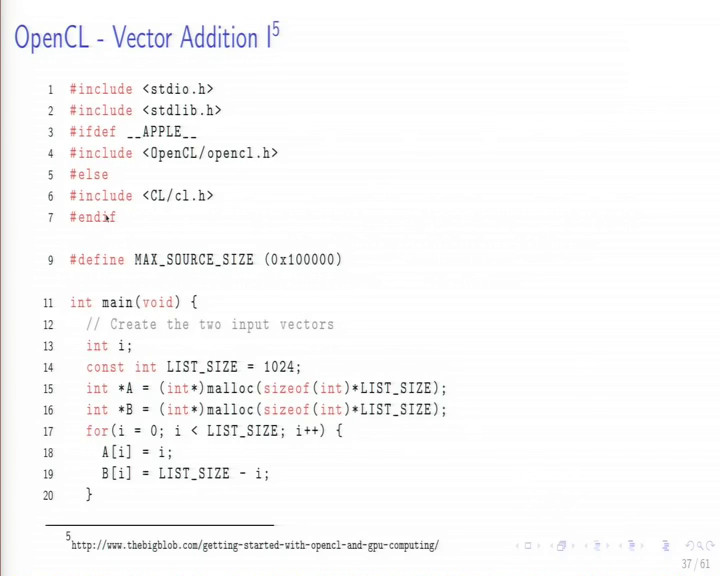 OpenCL - Vector Addition I5
1 #include <stdio.h>
2 #include <stdlib.h>
3 #ifdef __APPLE__
4 #include <OpenCL/opencl.h>
5 #else
6 #include <CL/cl.h>
7 #endif
9 #define MAX_SOURCE_SIZE (0x100000)
11 int main(void) {
12 // Create the two input vectors
13 int i;
14 const int LIST_SIZE = 1024;
15 int *A = (int*)malloc(sizeof(int)*LIST_SIZE);
16 int *B = (int*)malloc(sizeof(int)*LIST_SIZE);
17 for(i = 0; i < LIST_SIZE; i++) {
18 A[i] = i;
19 B[i] = LIST_SIZE - i;
20 }
5 http://www.thebigblob.com/getting-started-with-opencl-and-gpu-computing/
37 / 61